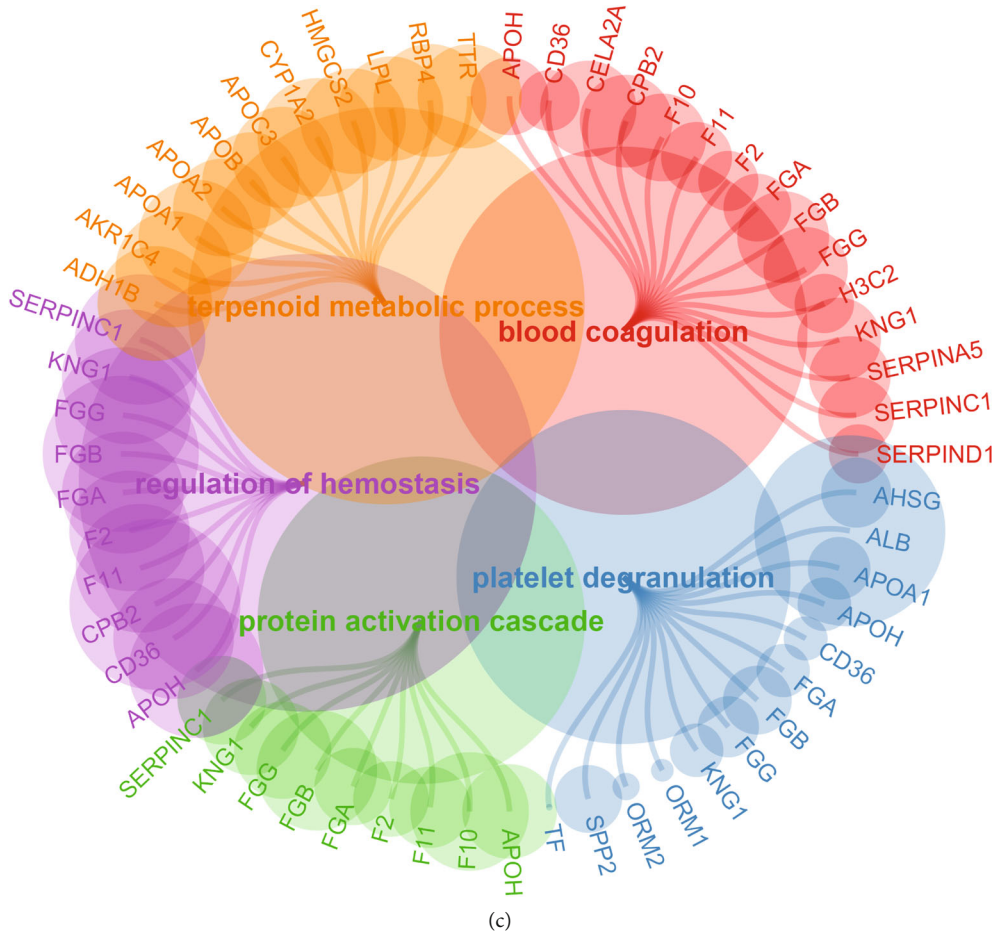 terpenoid metabolic process
ADH1B
AKR1C4
APOA1
APOA2
APOB
APOC3
CYP1A2
HMGCS2
LPL
RBP4
TTR
blood coagulation
APOH
CD36
CELA2A
CPB2
F10
F11
F2
FGA
FGB
FGG
H3C2
KNG1
SERPINA5
SERPINC1
SERPIND1
regulation of hemostasis
SERPINC1
KNG1
FGG
FGB
FGA
F2
F11
CPB2
CD36
APOH
platelet degranulation
AHSG
ALB
APOA1
APOH
CD36
FGA
FGB
FGG
KNG1
ORM1
ORM2
SPP2
TF
protein activation cascade
SERPINC1
KNG1
FGG
FGB
FGA
F2
F11
F10
APOH
(c)